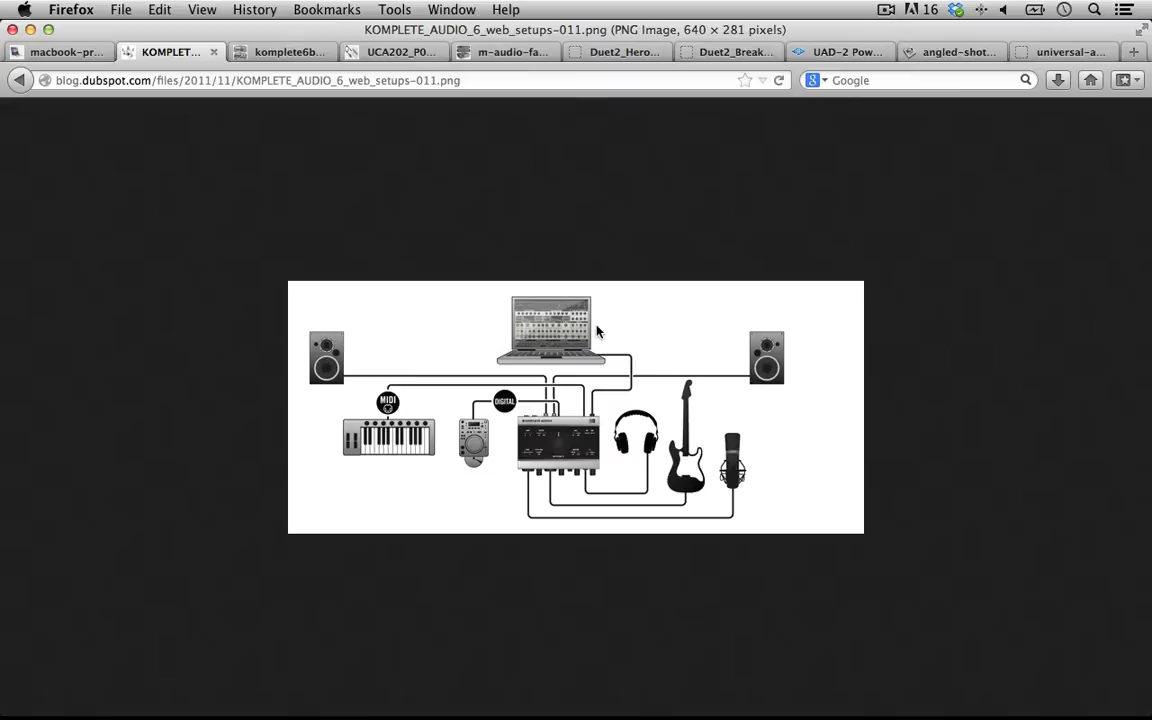 Firefox File Edit View History Bookmarks Tools Window Help 16
KOMPLETE_AUDIO_6_web_setups-011.png (PNG Image, 640 × 281 pixels)
macbook-pr... KOMPLET... komplete6b... UCA202_P0... m-audio-fa... Duet2_Hero... Duet2_Break... UAD-2 Pow... angled-shot... universal-a...
blog.dubspot.com/files/2011/11/KOMPLETE_AUDIO_6_web_setups-011.png Google
MIDI
DIGITAL